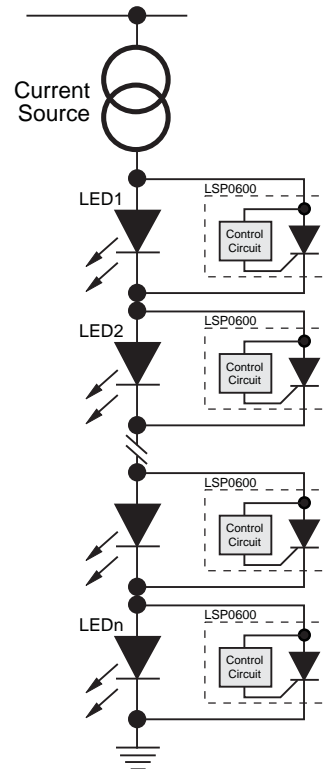 Current
Source
LED1
LSP0600
Control
Circuit
LED2
LSP0600
Control
Circuit
LSP0600
Control
Circuit
LEDn
LSP0600
Control
Circuit